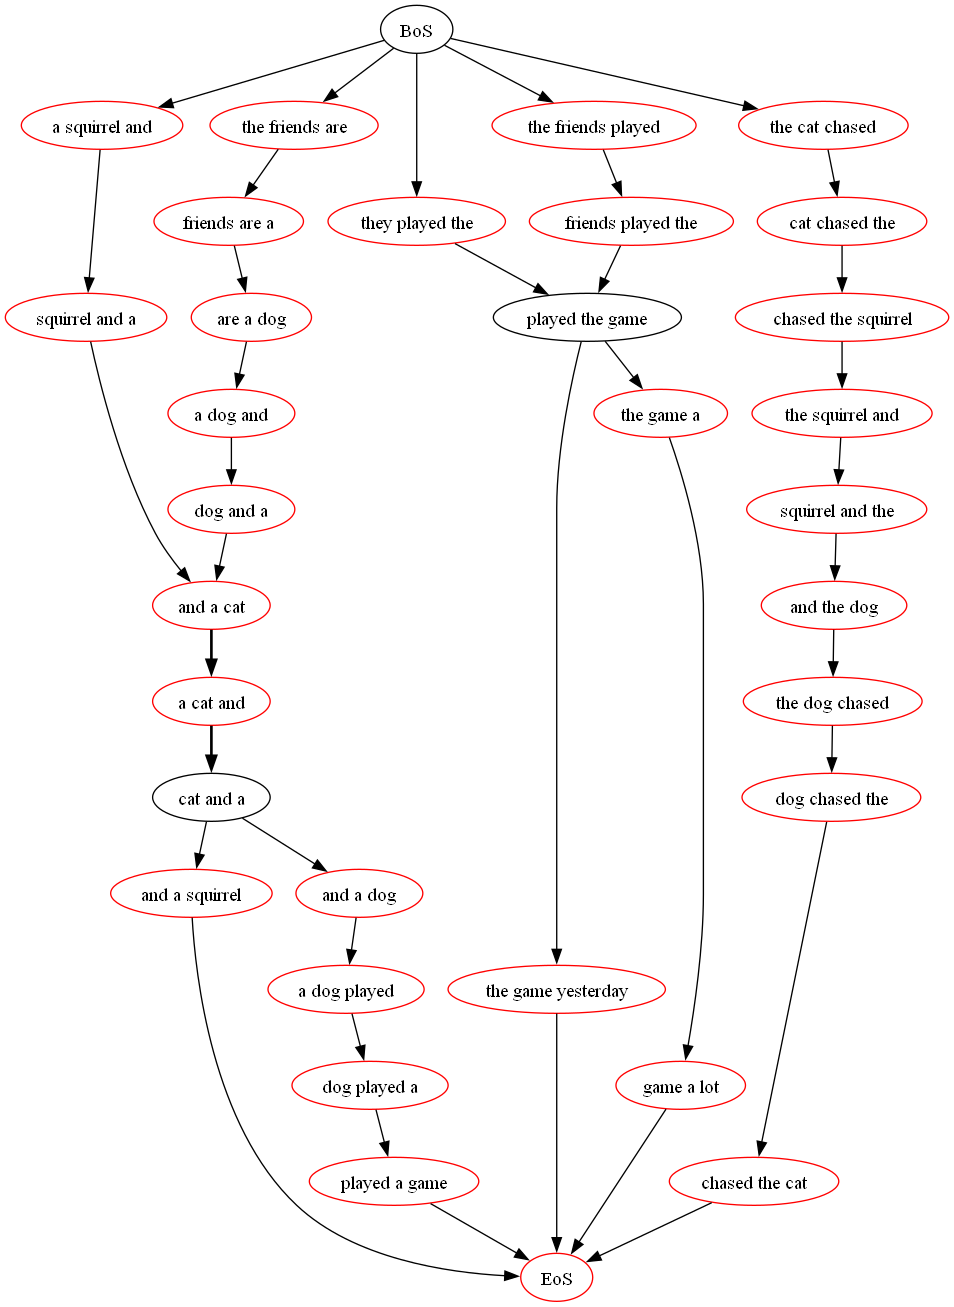 BoS
a squirrel and
the friends are
the friends played
the cat chased
friends are a
they played the
friends played the
cat chased the
squirrel and a
are a dog
played the game
chased the squirrel
a dog and
the game a
the squirrel and
dog and a
squirrel and the
and a cat
and the dog
a cat and
the dog chased
cat and a
dog chased the
and a squirrel
and a dog
a dog played
the game yesterday
dog played a
game a lot
played a game
chased the cat
EoS